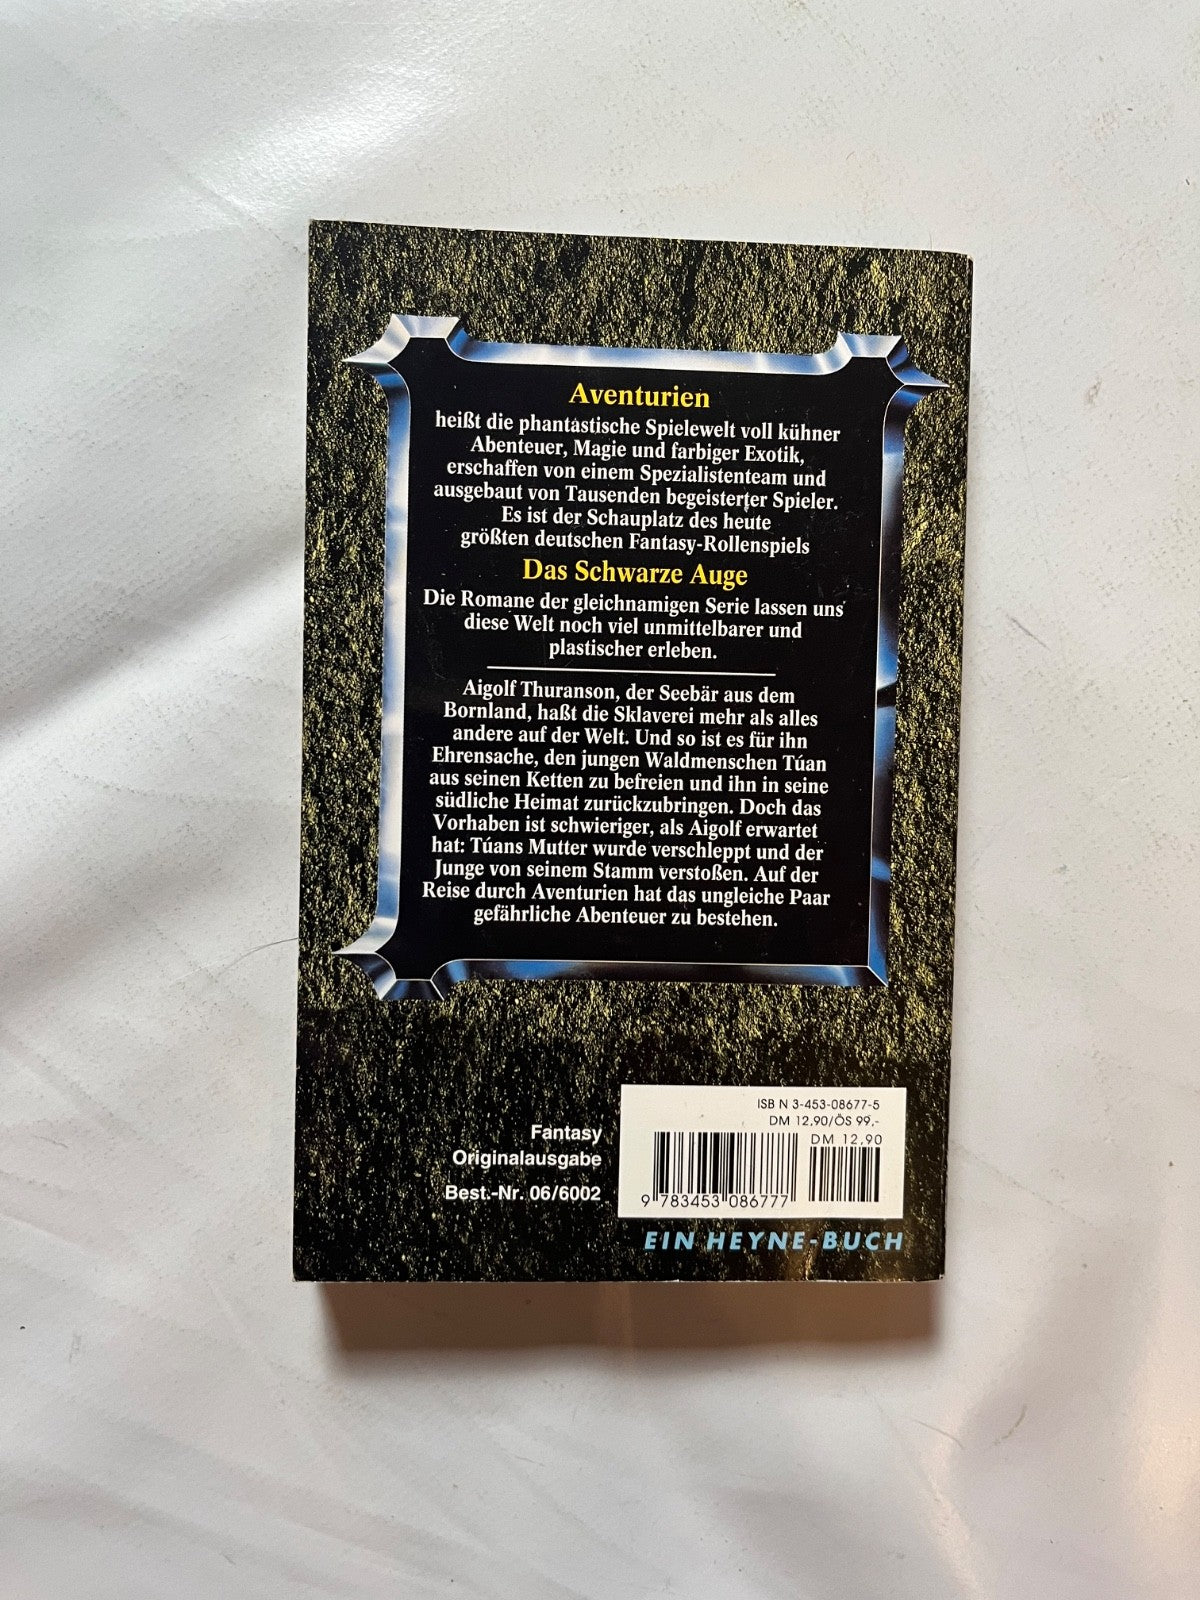 Aventurien
heißt die phantastische Spielewelt voll kühner
Abenteuer, Magie und farbiger Exotik,
erschaffen von einem Spezialistenteam und
ausgebaut von Tausenden begeisterter Spieler.
Es ist der Schauplatz des heute
größten deutschen Fantasy-Rollenspiels
Das Schwarze Auge
Die Romane der gleichnamigen Serie lassen uns
diese Welt noch viel unmittelbarer und
plastischer erleben.
Aigolf Thuranson, der Seebär aus dem
Bornland, haßt die Sklaverei mehr als alles
andere auf der Welt. Und so ist es für ihn
Ehrensache, den jungen Waldmenschen Túan
aus seinen Ketten zu befreien und ihn in seine
südliche Heimat zurückzubringen. Doch das
Vorhaben ist schwieriger, als Aigolf erwartet
hat: Túans Mutter wurde verschleppt und der
Junge von seinem Stamm verstoßen. Auf der
Reise durch Aventurien hat das ungleiche Paar
gefährliche Abenteuer zu bestehen.
Fantasy
Originalausgabe
Best.-Nr. 06/6002
ISBN 3-453-08677-5
DM 12,90/ÖS 99,-
DM 12,90
9 783453 086777
EIN HEYNE-BUCH